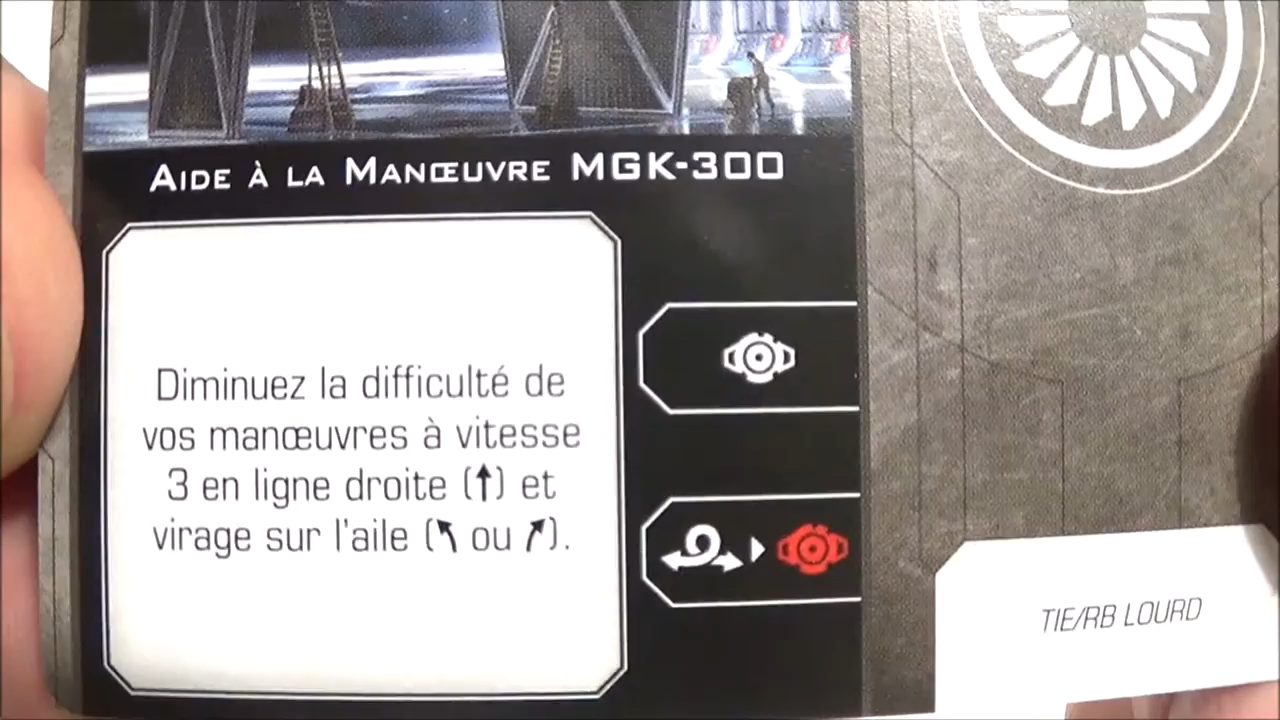 AIDE À LA MANŒUVRE MGK-300
Diminuez la difficulté de
vos manœuvres à vitesse
3 en ligne droite (↑) et
virage sur l'aile (↰ ou ↱).
TIE/RB LOURD